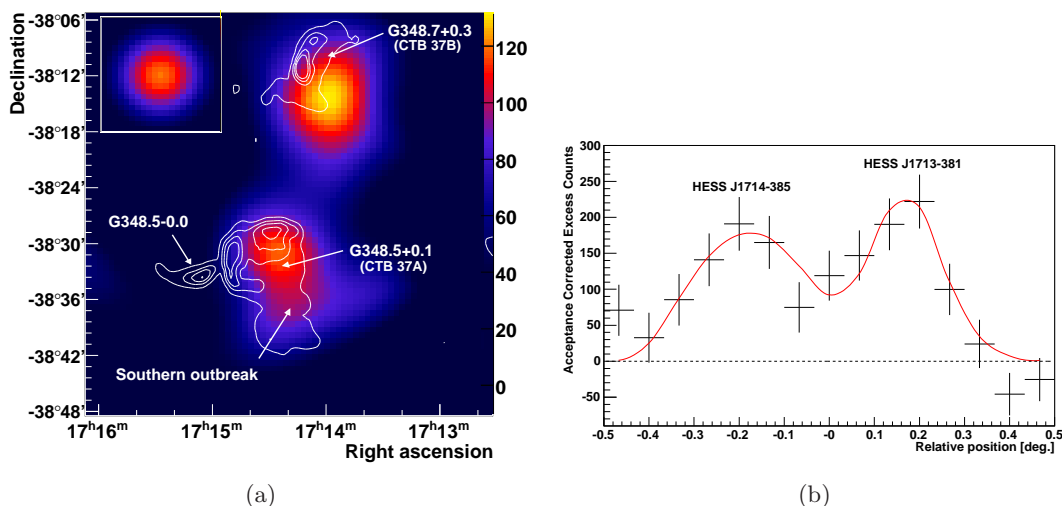 Declination
-38°06’
-38°12’
-38°18’
-38°24’
-38°30’
-38°36’
-38°42’
-38°48’
G348.7+0.3
(CTB 37B)
G348.5-0.0
G348.5+0.1
(CTB 37A)
Southern outbreak
120
100
80
60
40
20
0
17h16m 17h15m 17h14m 17h13m
Right ascension
(a)
Acceptance Corrected Excess Counts
300
250
200
150
100
50
0
-50
HESS J1714-385
HESS J1713-381
-0.5 -0.4 -0.3 -0.2 -0.1 -0 0.1 0.2 0.3 0.4 0.5
Relative position [deg.]
(b)